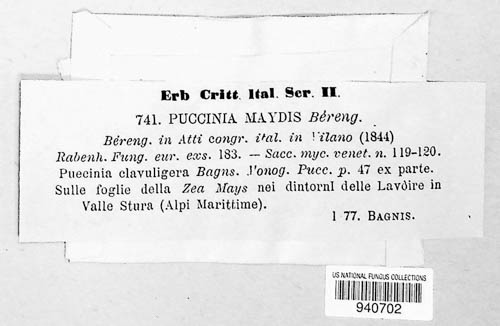 Erb Critt. Ital. Ser. II.
741. PUCCINIA MAYDIS Béreng.
Béreng. in Atti congr. ital. in Milano (1844)
Rabenh. Fung. eur. exs. 183. — Sacc. myc. venet. n. 119-120.
Puccinia clavuligera Bagns. Monog. Pucc. p. 47 ex parte.
Sulle foglie della Zea Mays nei dintorni delle Lavòire in
Valle Stura (Alpi Marittime).
1 77. BAGNIS.
US NATIONAL FUNGUS COLLECTIONS
940702